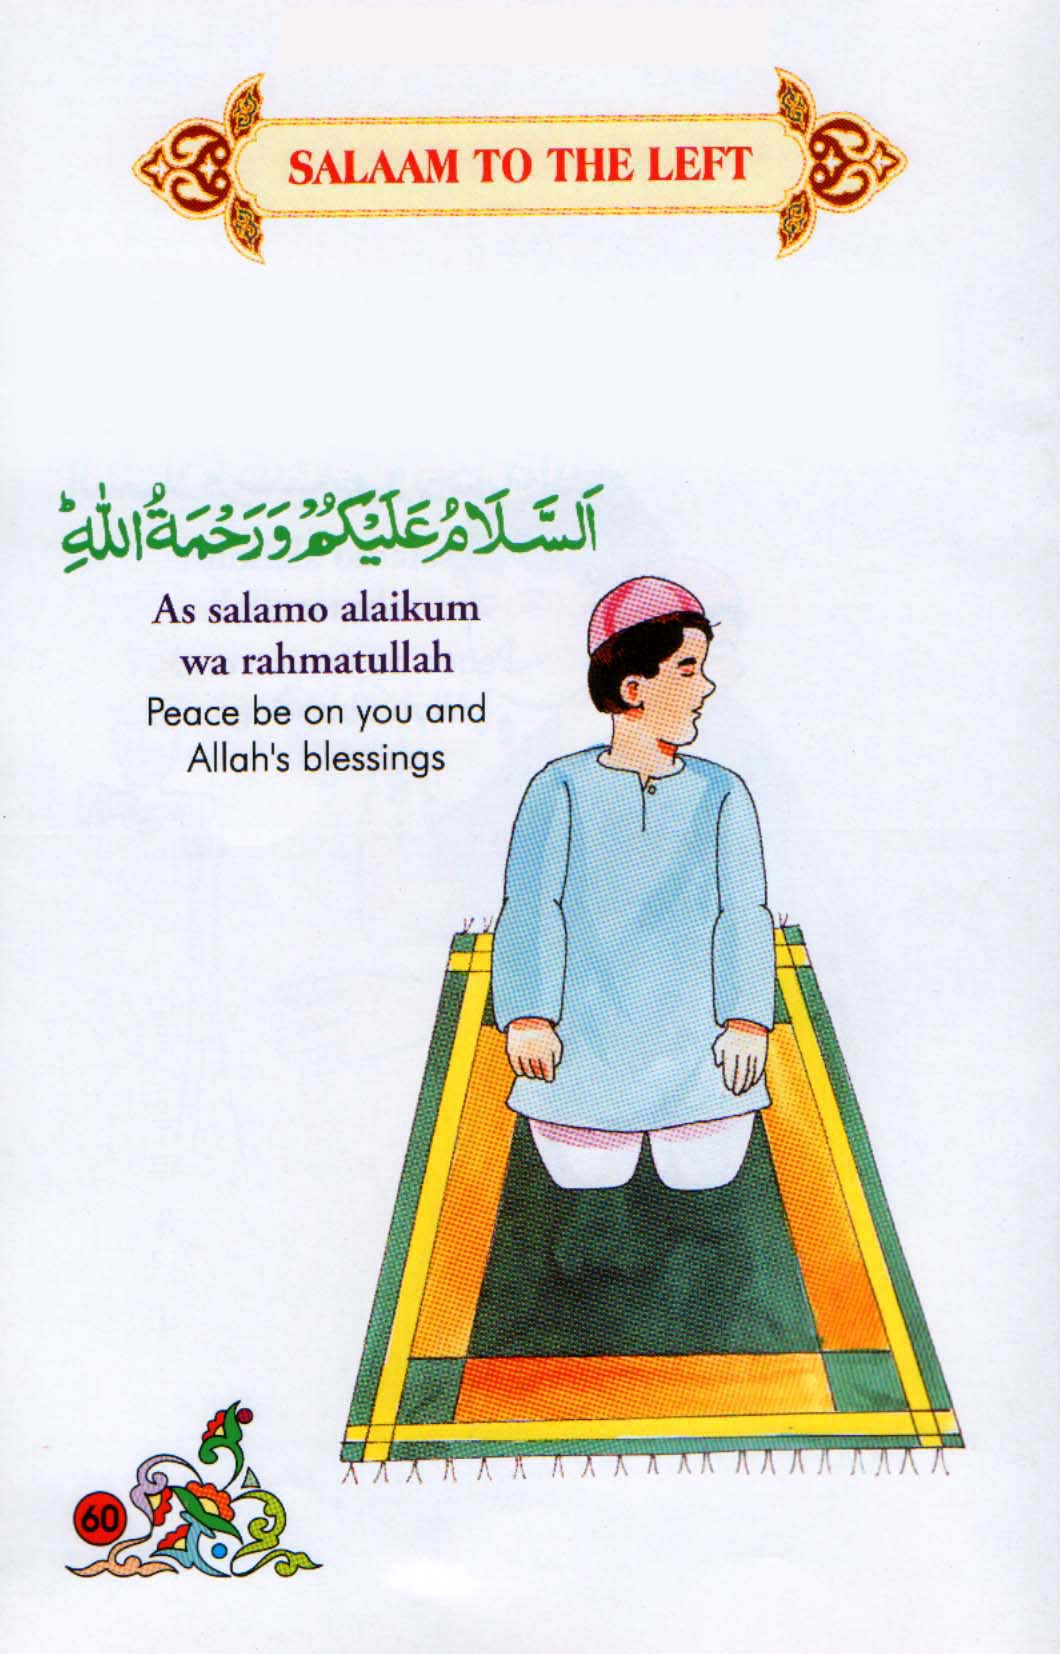 SALAAM TO THE LEFT
اَلسَّلَامُ عَلَيْكُمْ وَرَحْمَةُ اللّٰهِ ؕ
As salamo alaikum
wa rahmatullah
Peace be on you and
Allah's blessings
60